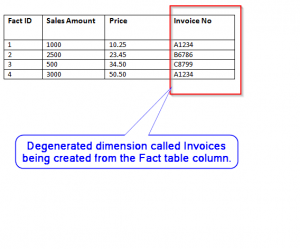 Fact ID Sales Amount Price Invoice No
1 1000 10.25 A1234
2 2500 23.45 B6786
3 500 34.50 C8799
4 3000 50.50 A1234
Degenerated dimension called Invoices
being created from the Fact table column.